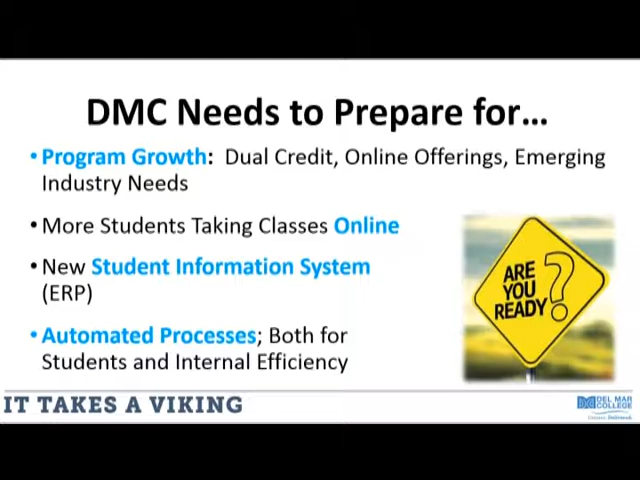 DMC Needs to Prepare for...
• Program Growth: Dual Credit, Online Offerings, Emerging
Industry Needs
• More Students Taking Classes Online
• New Student Information System
(ERP)
• Automated Processes; Both for
Students and Internal Efficiency
ARE
YOU
READY?
IT TAKES A VIKING
DEL MAR
COLLEGE